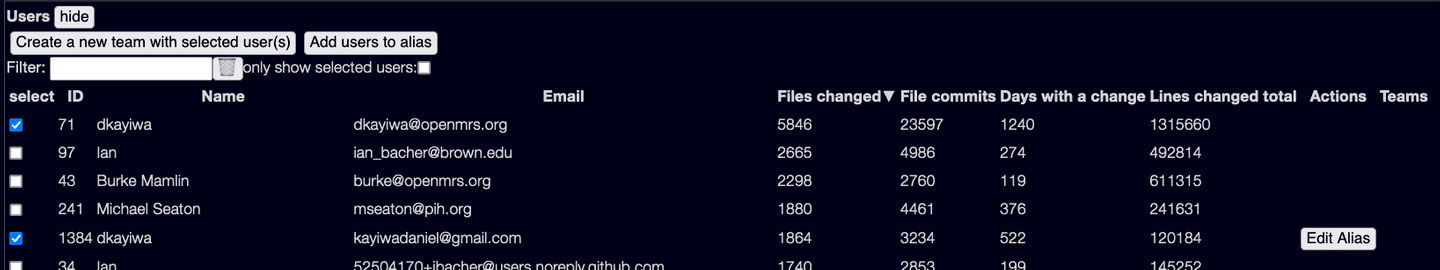 Users hide
Create a new team with selected user(s) Add users to alias
Filter: only show selected users:
select ID Name Email Files changed▼ File commits Days with a change Lines changed total Actions Teams
71 dkayiwa dkayiwa@openmrs.org 5846 23597 1240 1315660
97 Ian ian_bacher@brown.edu 2665 4986 274 492814
43 Burke Mamlin burke@openmrs.org 2298 2760 119 611315
241 Michael Seaton mseaton@pih.org 1880 4461 376 241631
1384 dkayiwa kayiwadaniel@gmail.com 1864 3234 522 120184 Edit Alias
34 Ian 52504170+ibacher@users.noreply.github.com 1740 2853 199 145252